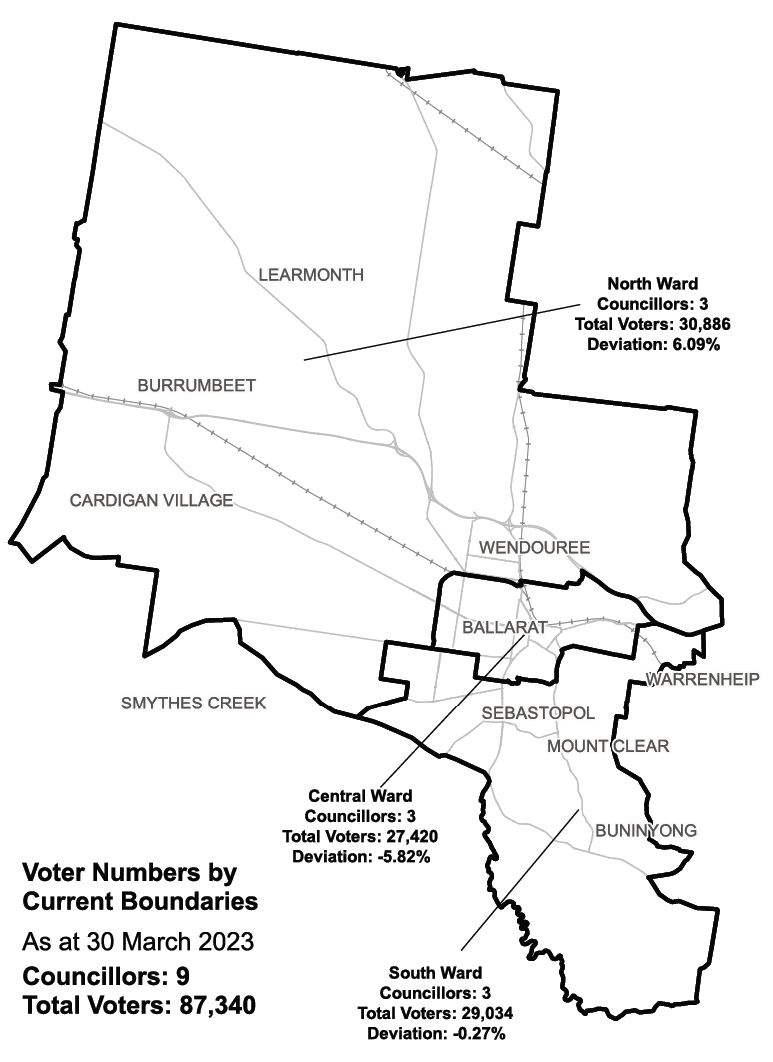 LEARMONTH
North Ward
Councillors: 3
Total Voters: 30,886
Deviation: 6.09%
BURRUMBEET
CARDIGAN VILLAGE
WENDOUREE
BALLARAT
WARRENHEIP
SMYTHES CREEK
SEBASTOPOL
MOUNT CLEAR
Central Ward
Councillors: 3
Total Voters: 27,420
Deviation: -5.82%
BUNINYONG
Voter Numbers by
Current Boundaries
As at 30 March 2023
Councillors: 9
Total Voters: 87,340
South Ward
Councillors: 3
Total Voters: 29,034
Deviation: -0.27%